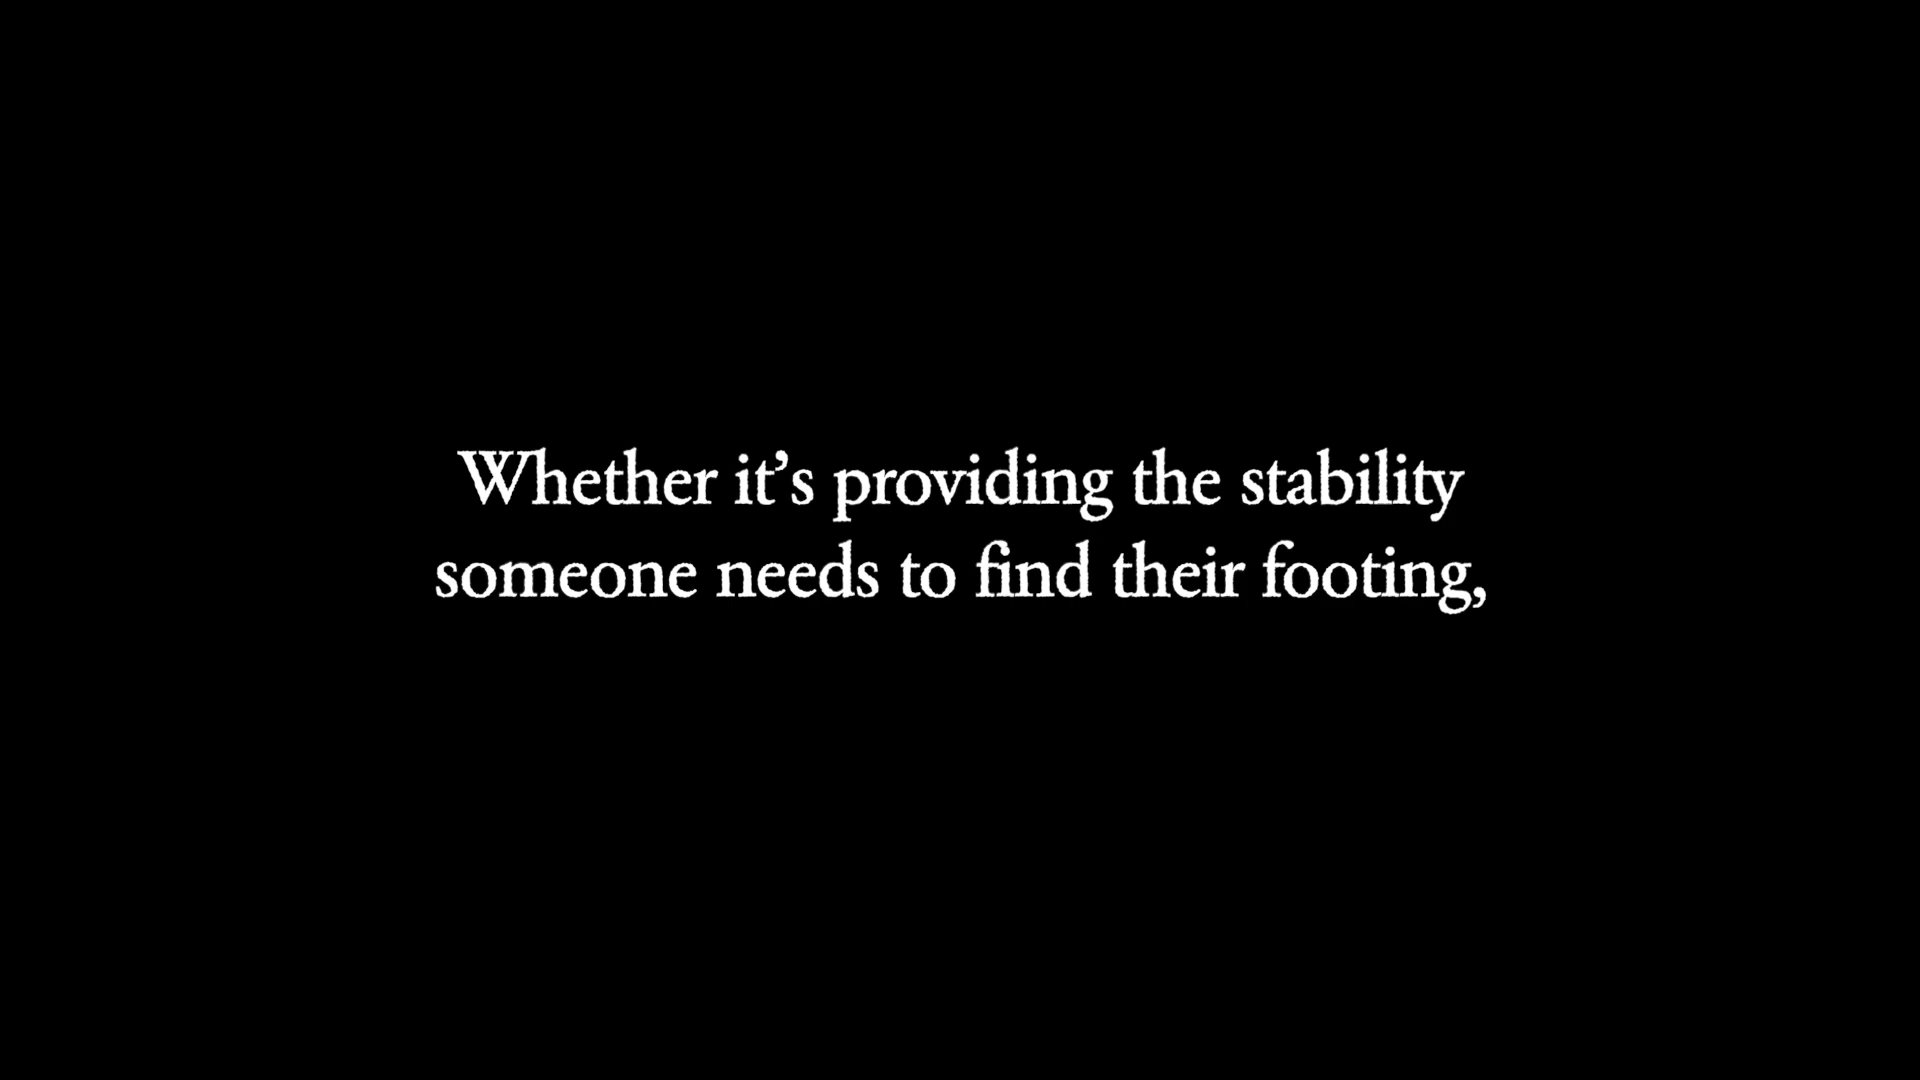 Whether it’s providing the stability
someone needs to find their footing,